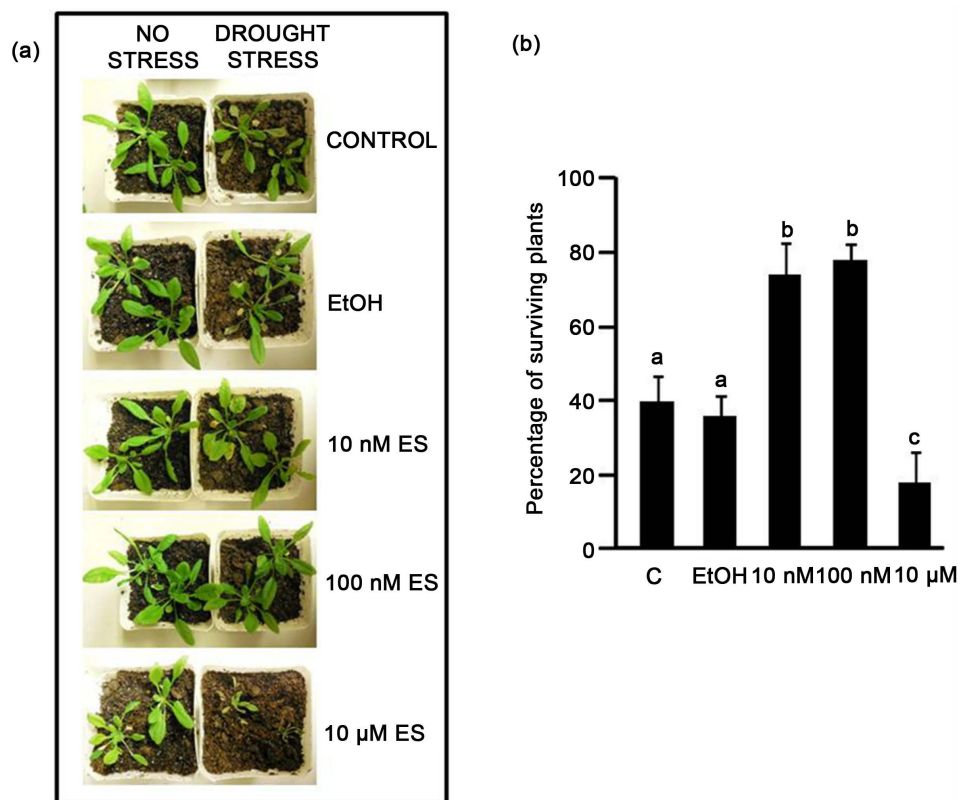 (a)
NO STRESS
DROUGHT STRESS
CONTROL
EtOH
10 nM ES
100 nM ES
10 µM ES
(b)
Percentage of surviving plants
100
80
60
40
20
0
a
a
b
b
c
C
EtOH
10 nM
100 nM
10 µM